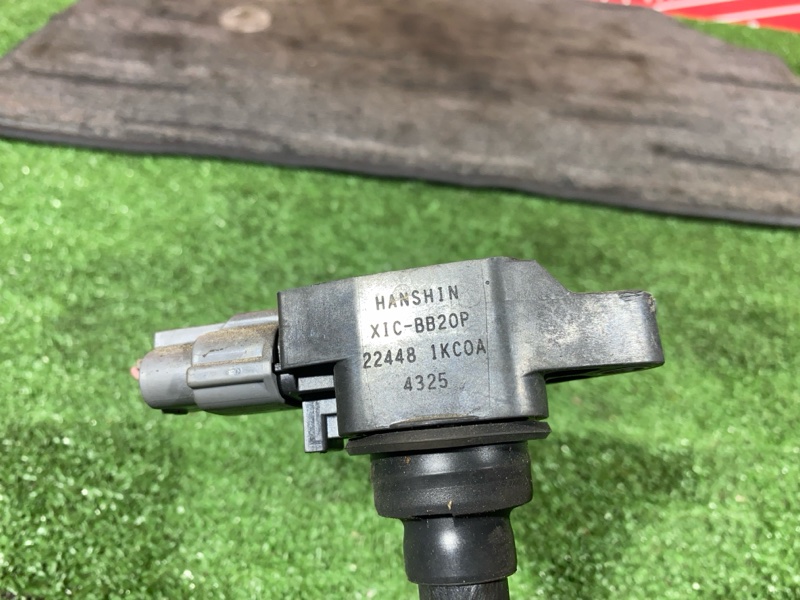 HANSHIN
XIC-BB20P
22448 1KC0A
4325